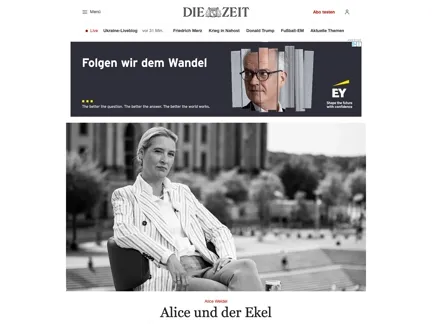 Menü
DIE ZEIT
Abo testen
Live Ukraine-Liveblog vor 31 Min. Friedrich Merz Krieg in Nahost Donald Trump Fußball-EM Aktuelle Themen
Folgen wir dem Wandel
The better the question. The better the answer. The better the world works.
EY
Shape the future
with confidence
Alice Weidel
Alice und der Ekel